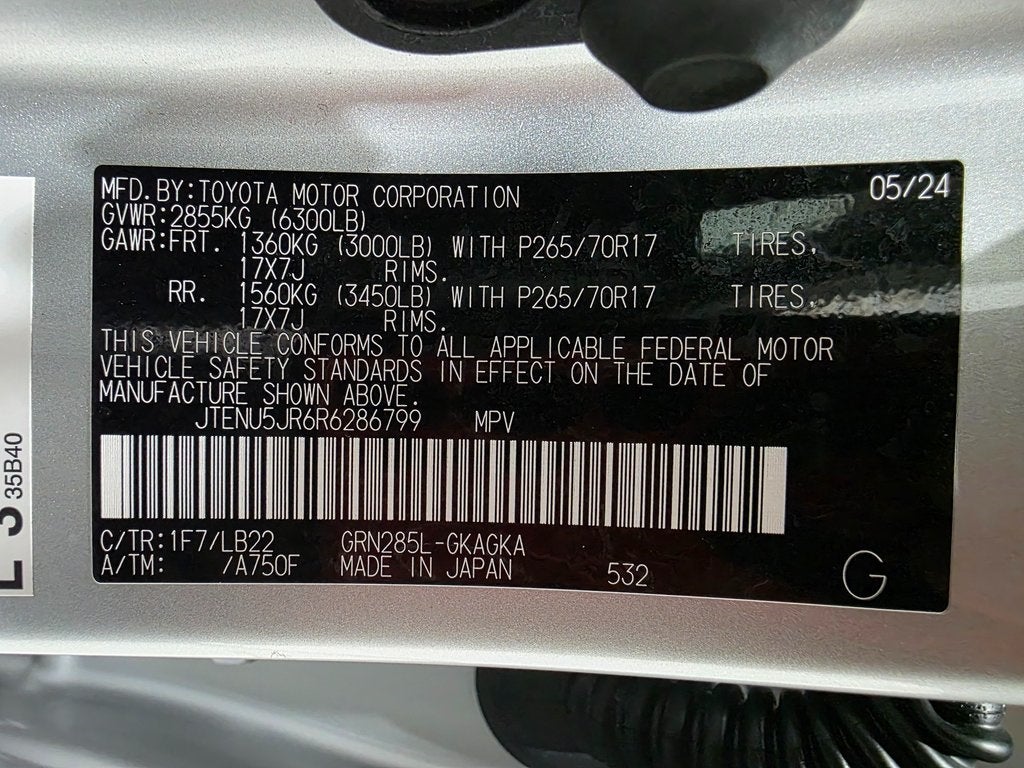 MFD.BY:TOYOTA MOTOR CORPORATION 05/24
GVWR:2855KG (6300LB)
GAWR:FRT. 1360KG (3000LB) WITH P265/70R17 TIRES,
17X7J RIMS.
RR. 1560KG (3450LB) WITH P265/70R17 TIRES,
17X7J RIMS.
THIS VEHICLE CONFORMS TO ALL APPLICABLE FEDERAL MOTOR
VEHICLE SAFETY STANDARDS IN EFFECT ON THE DATE OF
MANUFACTURE SHOWN ABOVE.
JTENU5JR6R6286799 MPV
C/TR:1F7/LB22 GRN285L-GKAGKA
A/TM: /A750F MADE IN JAPAN 532 G
35B40